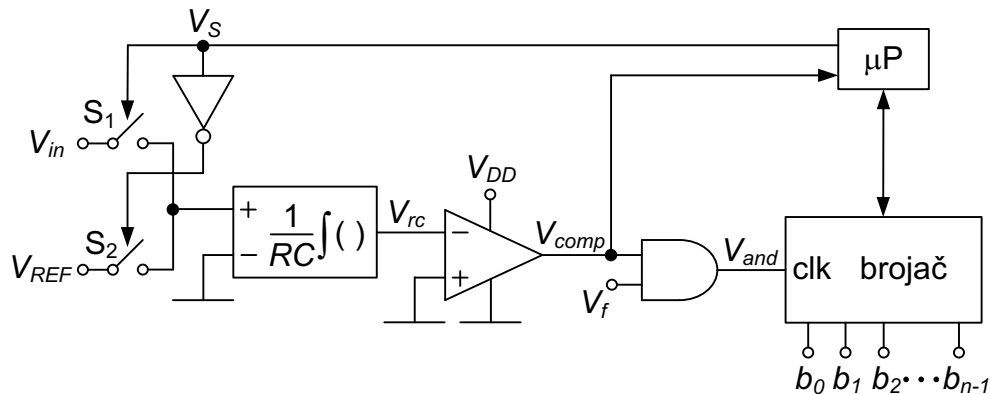 V_S
μP
S_1
V_in
V_DD
+
1/RC ∫( )
V_rc
−
V_comp
S_2
V_REF
−
+
V_f
V_and
clk brojač
b_0 b_1 b_2 ••• b_n-1